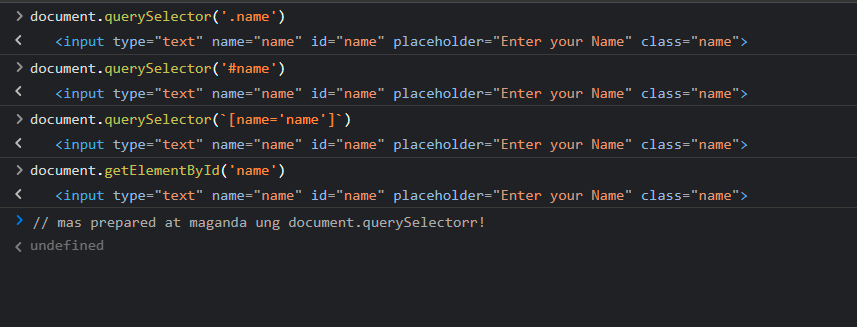 > document.querySelector('.name')
< <input type="text" name="name" id="name" placeholder="Enter your Name" class="name">
> document.querySelector('#name')
< <input type="text" name="name" id="name" placeholder="Enter your Name" class="name">
> document.querySelector(`[name='name']`)
< <input type="text" name="name" id="name" placeholder="Enter your Name" class="name">
> document.getElementById('name')
< <input type="text" name="name" id="name" placeholder="Enter your Name" class="name">
> // mas prepared at maganda ung document.querySelectorr!
< undefined